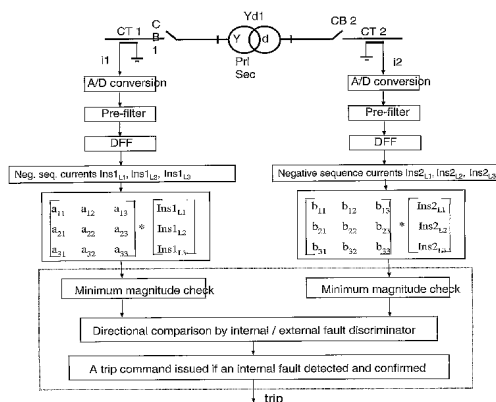 Yd1
CT 1
C
B
1
Y
d
CB 2
CT 2
i1
Pri
Sec
i2
A/D conversion
A/D conversion
Pre-filter
Pre-filter
DFF
DFF
Neg. seq. currents Ins1L1, Ins1L2, Ins1L3
Negative sequence currents Ins2L1, Ins2L2, Ins2L3
a11 a12 a13 Ins1L1
a21 a22 a23 * Ins1L2
a31 a32 a33 Ins1L3
b11 b12 b13 Ins2L1
b21 b22 b23 * Ins2L2
b31 b32 b33 Ins2L3
Minimum magnitude check
Minimum magnitude check
Directional comparison by internal / external fault discriminator
A trip command issued if an internal fault detected and confirmed
trip